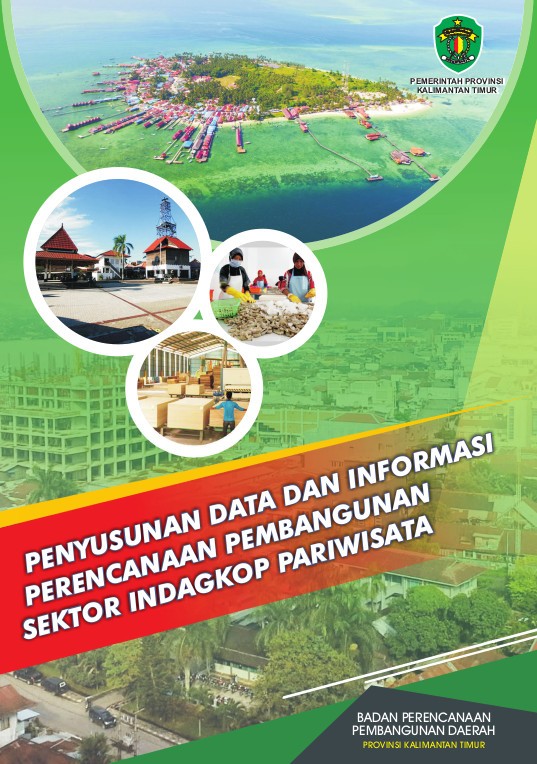 PEMERINTAH PROVINSI
KALIMANTAN TIMUR
PENYUSUNAN DATA DAN INFORMASI
PERENCANAAN PEMBANGUNAN
SEKTOR INDAGKOP PARIWISATA
BADAN PERENCANAAN
PEMBANGUNAN DAERAH
PROVINSI KALIMANTAN TIMUR